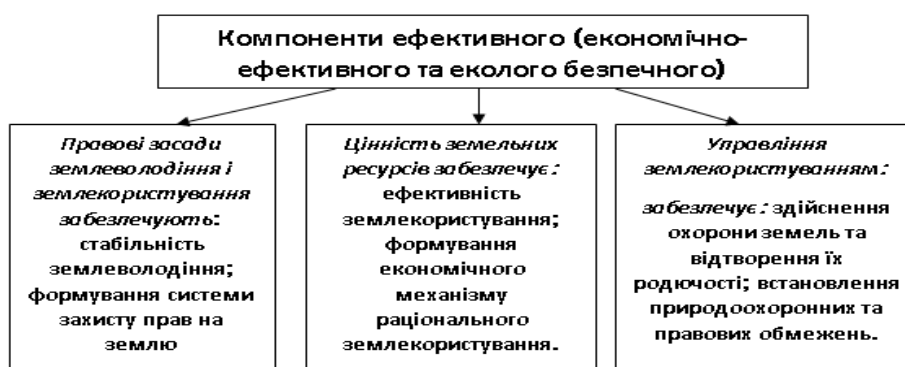 Компоненти ефективного (економічно-
ефективного та еколого безпечного)
Правові засади
землеволодіння і
землекористування
забезпечують:
стабільність
землеволодіння;
формування системи
захисту прав на
землю
Цінність земельних
ресурсів забезпечує:
ефективність
землекористування;
формування
економічного
механізму
раціонального
землекористування.
Управління
землекористуванням:
забезпечує: здійснення
охорони земель та
відтворення їх
родючості; встановлення
природоохоронних та
правових обмежень.